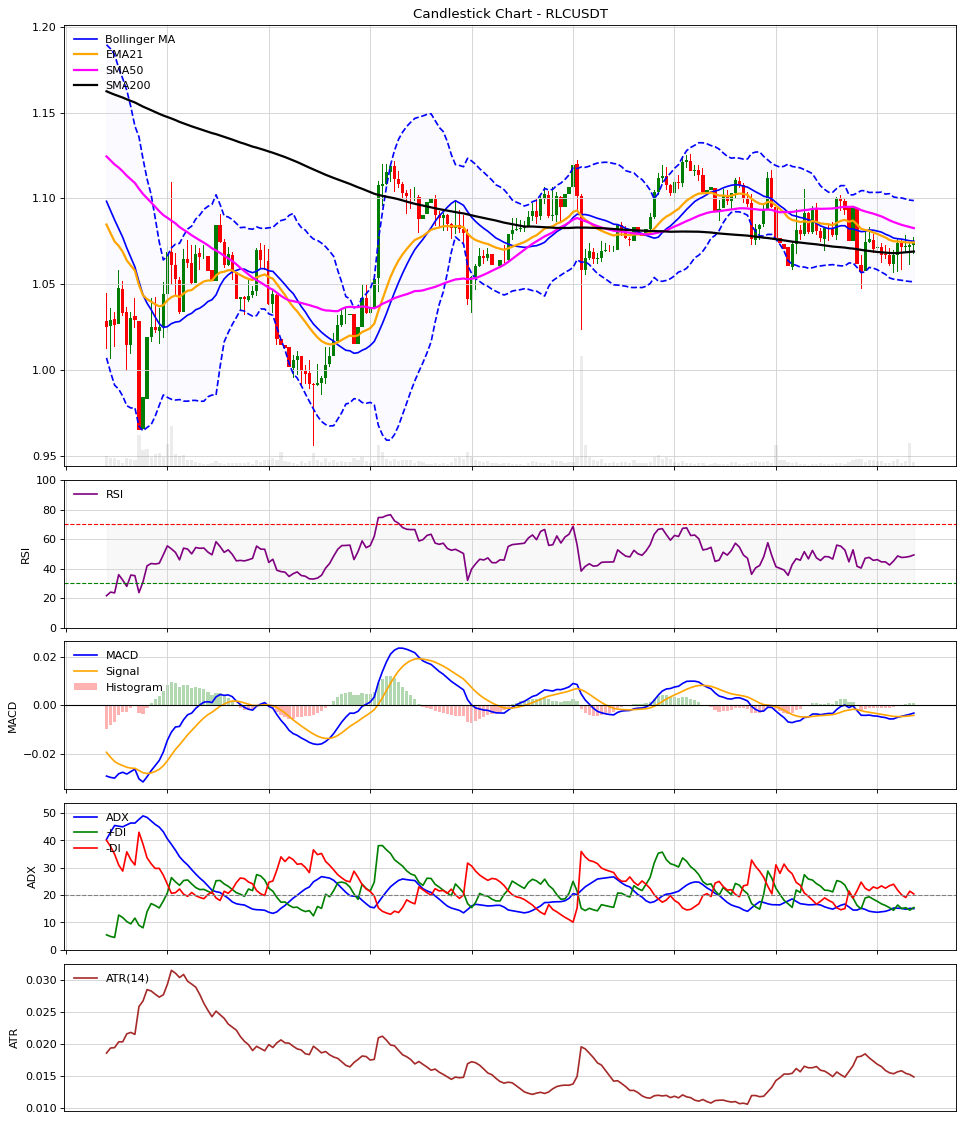 Candlestick Chart - RLCUSDT
Bollinger MA
EMA21
SMA50
SMA200
1.20
1.15
1.10
1.05
1.00
0.95
RSI
100
80
60
40
20
0
RSI
MACD
Signal
Histogram
0.02
0.00
−0.02
MACD
ADX
+DI
-DI
50
40
30
20
10
0
ADX
ATR(14)
0.030
0.025
0.020
0.015
0.010
ATR